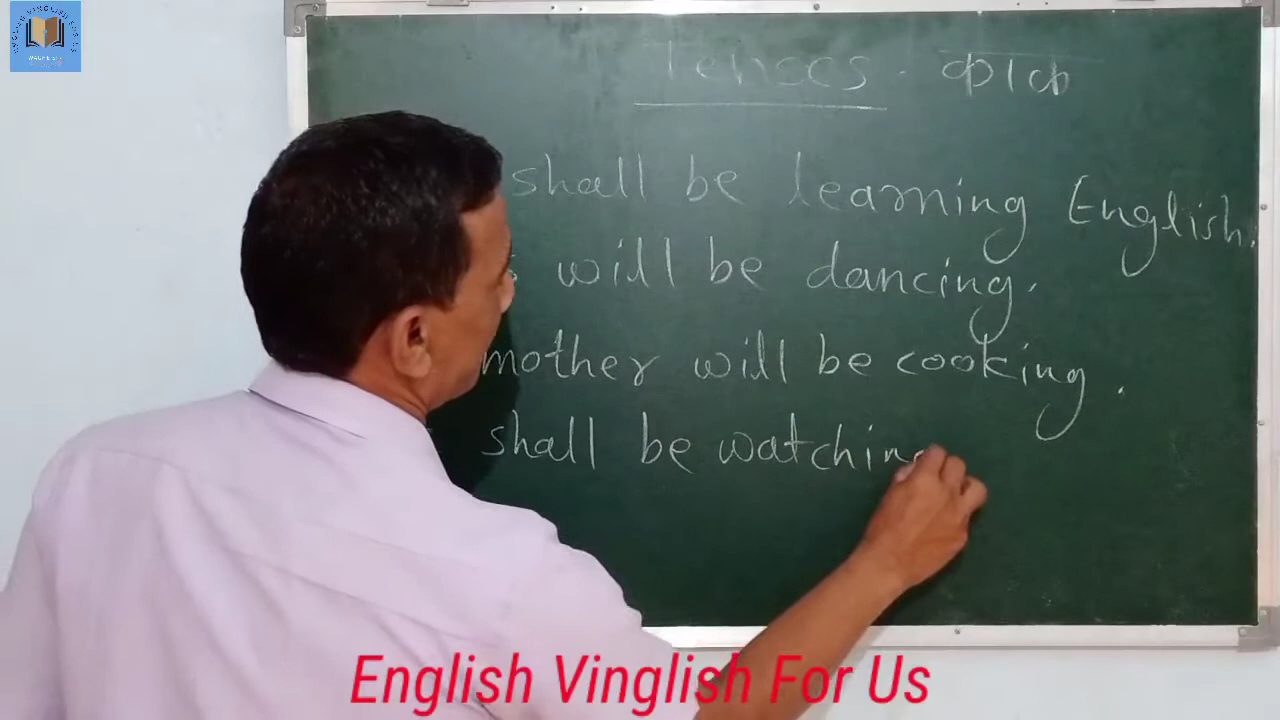 Tenses . काळ
shall be learning English.
will be dancing.
mother will be cooking.
shall be watching
English Vinglish For Us